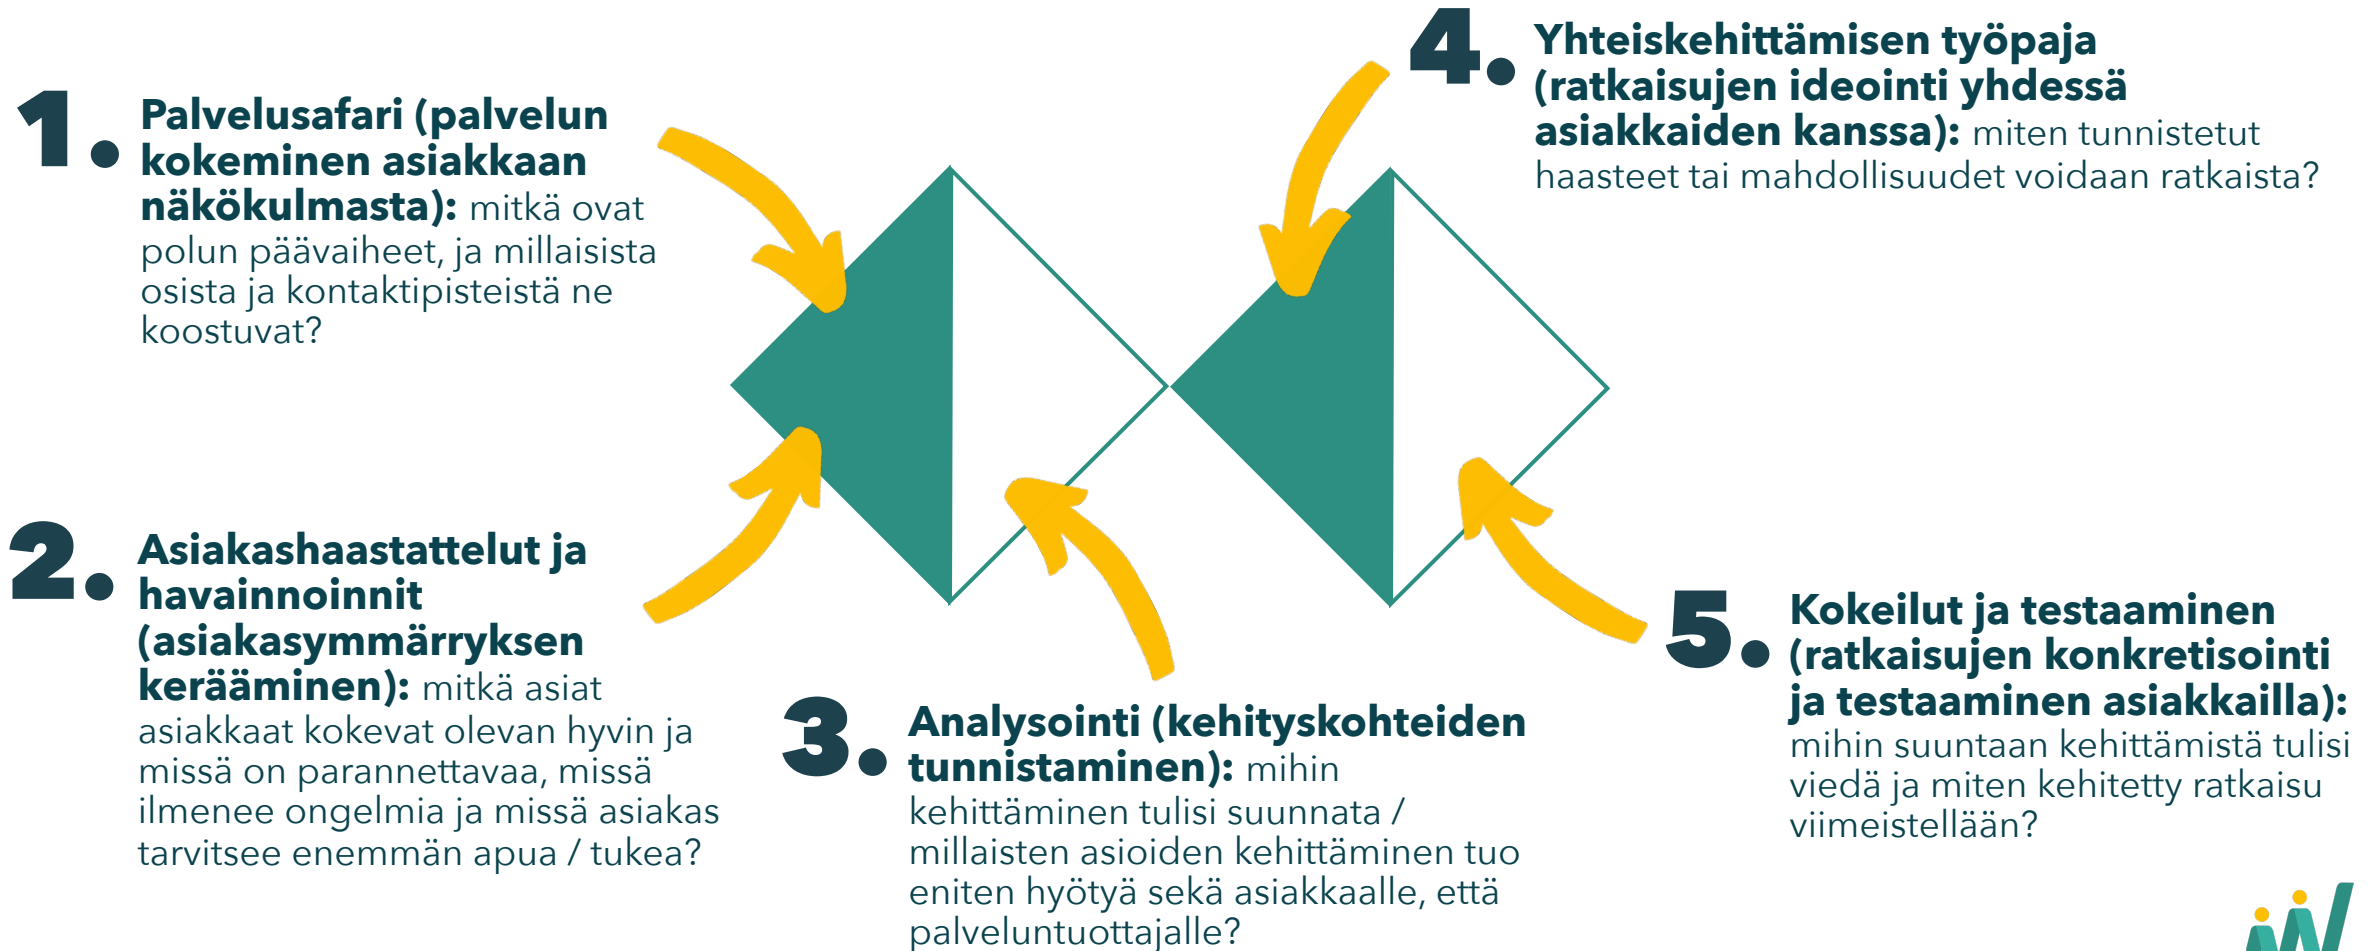 1. Palvelusafari (palvelun
kokeminen asiakkaan
näkökulmasta): mitkä ovat
polun päävaiheet, ja millaisista
osista ja kontaktipisteistä ne
koostuvat?
2. Asiakashaastattelut ja
havainnoinnit
(asiakasymmärryksen
kerääminen): mitkä asiat
asiakkaat kokevat olevan hyvin ja
missä on parannettavaa, missä
ilmenee ongelmia ja missä asiakas
tarvitsee enemmän apua / tukea?
3. Analysointi (kehityskohteiden
tunnistaminen): mihin
kehittäminen tulisi suunnata /
millaisten asioiden kehittäminen tuo
eniten hyötyä sekä asiakkaalle, että
palveluntuottajalle?
4. Yhteiskehittämisen työpaja
(ratkaisujen ideointi yhdessä
asiakkaiden kanssa): miten tunnistetut
haasteet tai mahdollisuudet voidaan ratkaista?
5. Kokeilut ja testaaminen
(ratkaisujen konkretisointi
ja testaaminen asiakkailla):
mihin suuntaan kehittämistä tulisi
viedä ja miten kehitetty ratkaisu
viimeistellään?